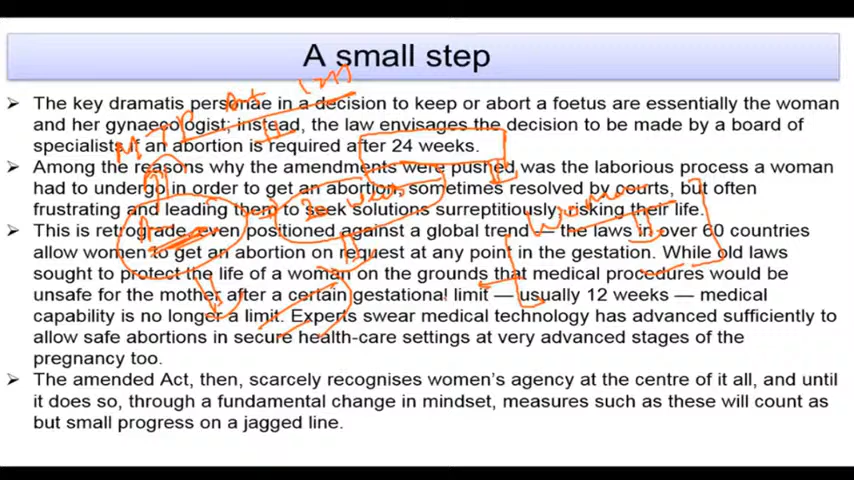 A small step
➢ The key dramatis personae in a decision to keep or abort a foetus are essentially the woman
and her gynaecologist; instead, the law envisages the decision to be made by a board of
specialists if an abortion is required after 24 weeks.
➢ Among the reasons why the amendments were pushed was the laborious process a woman
had to undergo in order to get an abortion, sometimes resolved by courts, but often
frustrating and leading them to seek solutions surreptitiously, risking their life.
➢ This is retrograde, even positioned against a global trend — the laws in over 60 countries
allow women to get an abortion on request at any point in the gestation. While old laws
sought to protect the life of a woman on the grounds that medical procedures would be
unsafe for the mother after a certain gestational limit — usually 12 weeks — medical
capability is no longer a limit. Experts swear medical technology has advanced sufficiently to
allow safe abortions in secure health-care settings at very advanced stages of the
pregnancy too.
➢ The amended Act, then, scarcely recognises women's agency at the centre of it all, and until
it does so, through a fundamental change in mindset, measures such as these will count as
but small progress on a jagged line.
MTP Act
Women